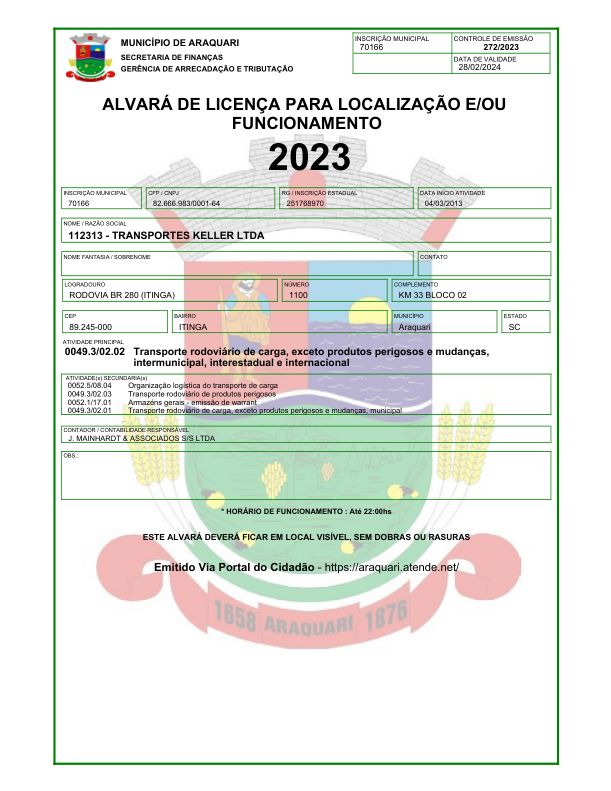 MUNICÍPIO DE ARAQUARI
SECRETARIA DE FINANÇAS
GERÊNCIA DE ARRECADAÇÃO E TRIBUTAÇÃO
INSCRIÇÃO MUNICIPAL
70166
CONTROLE DE EMISSÃO
272/2023
DATA DE VALIDADE
28/02/2024
ALVARÁ DE LICENÇA PARA LOCALIZAÇÃO E/OU
FUNCIONAMENTO
2023
INSCRIÇÃO MUNICIPAL
70166
CFP / CNPJ
82.666.983/0001-64
RG / INSCRIÇÃO ESTADUAL
251768970
DATA INÍCIO ATIVIDADE
04/03/2013
NOME / RAZÃO SOCIAL
112313 - TRANSPORTES KELLER LTDA
NOME FANTASIA / SOBRENOME
CONTATO
LOGRADOURO
RODOVIA BR 280 (ITINGA)
NÚMERO
1100
COMPLEMENTO
KM 33 BLOCO 02
CEP
89.245-000
BAIRRO
ITINGA
MUNICÍPIO
Araquari
ESTADO
SC
ATIVIDADE PRINCIPAL
0049.3/02.02 Transporte rodoviário de carga, exceto produtos perigosos e mudanças,
intermunicipal, interestadual e internacional
ATIVIDADE(s) SECUNDARIA(s)
0052.5/08.04 Organização logística do transporte de carga
0049.3/02.03 Transporte rodoviário de produtos perigosos
0052.1/17.01 Armazéns gerais - emissão de warrant
0049.3/02.01 Transporte rodoviário de carga, exceto produtos perigosos e mudanças, municipal
CONTADOR / CONTABILIDADE RESPONSÁVEL
J. MAINHARDT & ASSOCIADOS S/S LTDA
OBS.:
* HORÁRIO DE FUNCIONAMENTO : Até 22:00hs
ESTE ALVARÁ DEVERÁ FICAR EM LOCAL VISÍVEL, SEM DOBRAS OU RASURAS
Emitido Via Portal do Cidadão - https://araquari.atende.net/
1658 ARAQUARI 1876